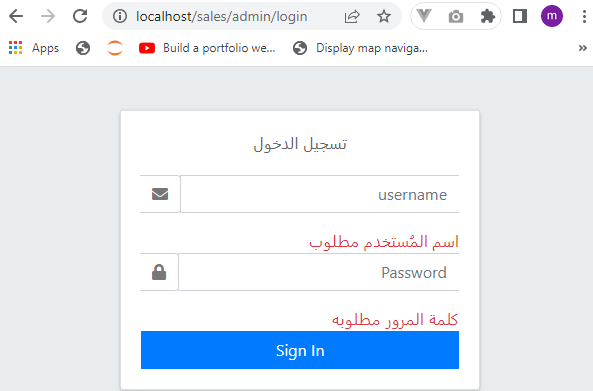 localhost/sales/admin/login
m
Apps
Build a portfolio we...
Display map naviga...
»
تسجيل الدخول
username
اسم المُستخدم مطلوب
Password
كلمة المرور مطلوبه
Sign In